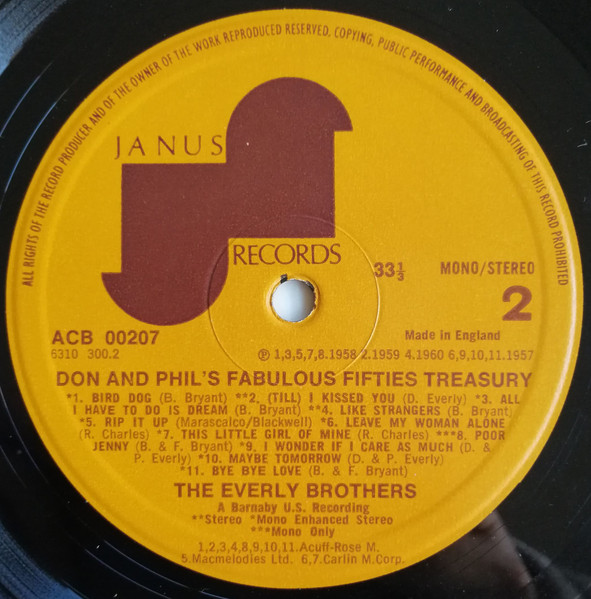 ALL RIGHTS OF THE RECORD PRODUCER AND OF THE OWNER OF THE WORK REPRODUCED RESERVED, COPYING, PUBLIC PERFORMANCE AND BROADCASTING OF THIS RECORD PROHIBITED
JANUS
RECORDS
33⅓ MONO/STEREO
2
ACB 00207
6310 300.2
Made in England
℗ 1,3,5,7,8.1958 2.1959 4.1960 6,9,10,11.1957
DON AND PHIL'S FABULOUS FIFTIES TREASURY
*1. BIRD DOG (B. Bryant) **2. (TILL) I KISSED YOU (D. Everly) *3. ALL
I HAVE TO DO IS DREAM (B. Bryant) **4. LIKE STRANGERS (B. Bryant)
*5. RIP IT UP (Marascalco/Blackwell) *6. LEAVE MY WOMAN ALONE
(R. Charles) *7. THIS LITTLE GIRL OF MINE (R. Charles) ***8. POOR
JENNY (B. & F. Bryant) *9. I WONDER IF I CARE AS MUCH (D. &
P. Everly) *10. MAYBE TOMORROW (D. & P. Everly)
*11. BYE BYE LOVE (B. & F. Bryant)
THE EVERLY BROTHERS
A Barnaby U.S. Recording
**Stereo *Mono Enhanced Stereo
***Mono Only
1,2,3,4,8,9,10,11. Acuff-Rose M.
5.Macmelodies Ltd. 6,7.Carlin M.Corp.